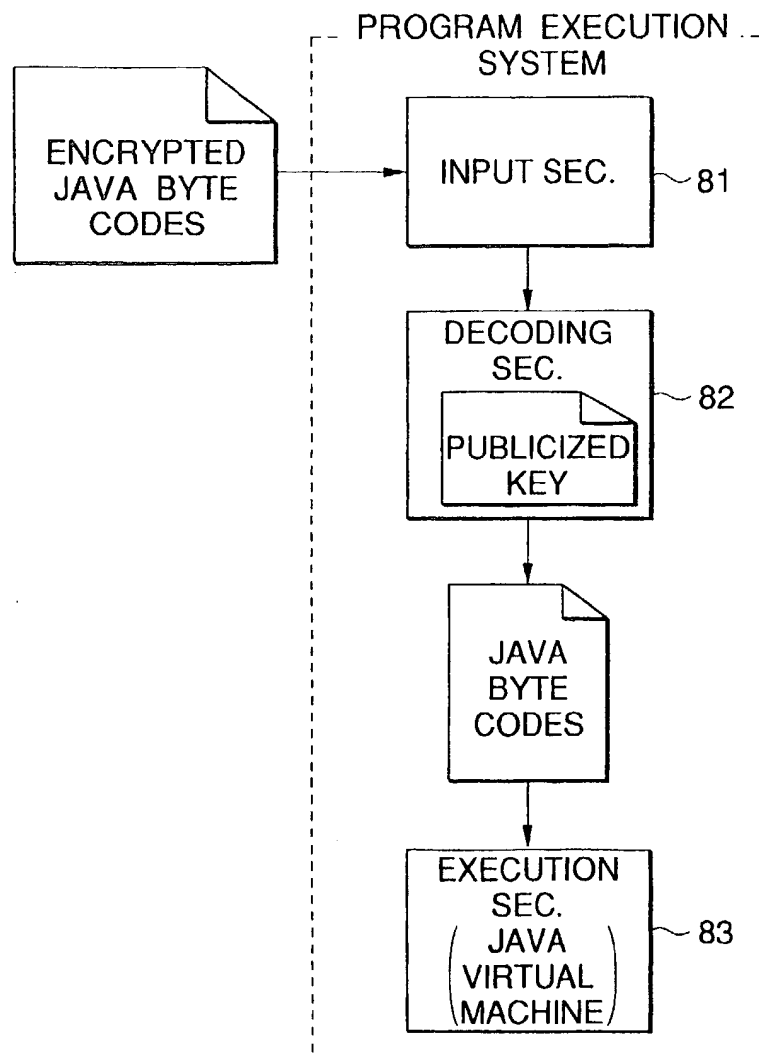 PROGRAM EXECUTION
SYSTEM
ENCRYPTED
JAVA BYTE
CODES
INPUT SEC.
81
DECODING
SEC.
82
PUBLICIZED
KEY
JAVA
BYTE
CODES
EXECUTION
SEC.
83
(JAVA
VIRTUAL
MACHINE)